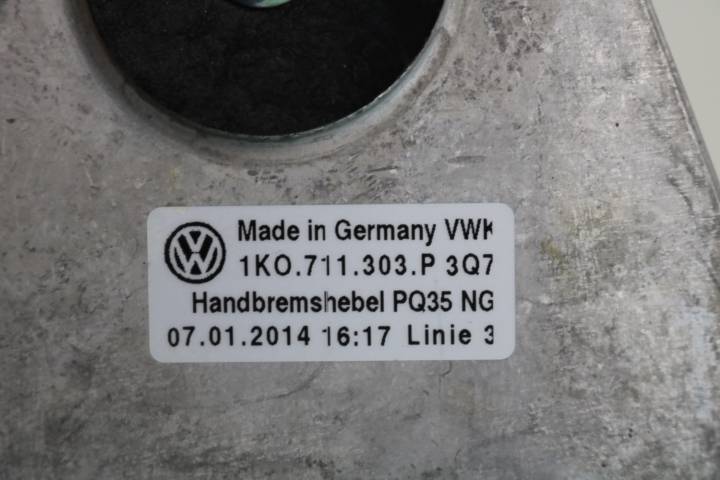 Made in Germany VWK
1KO.711.303.P 3Q7
Handbremshebel PQ35 NG
07.01.2014 16:17 Linie 3